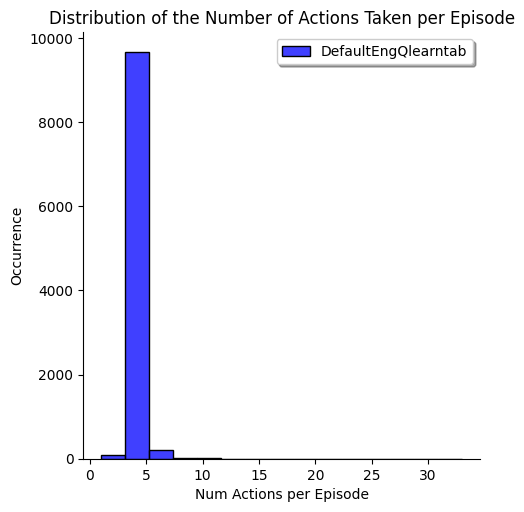 Distribution of the Number of Actions Taken per Episode
DefaultEngQlearntab
10000
8000
6000
4000
2000
0
Occurrence
0 5 10 15 20 25 30
Num Actions per Episode